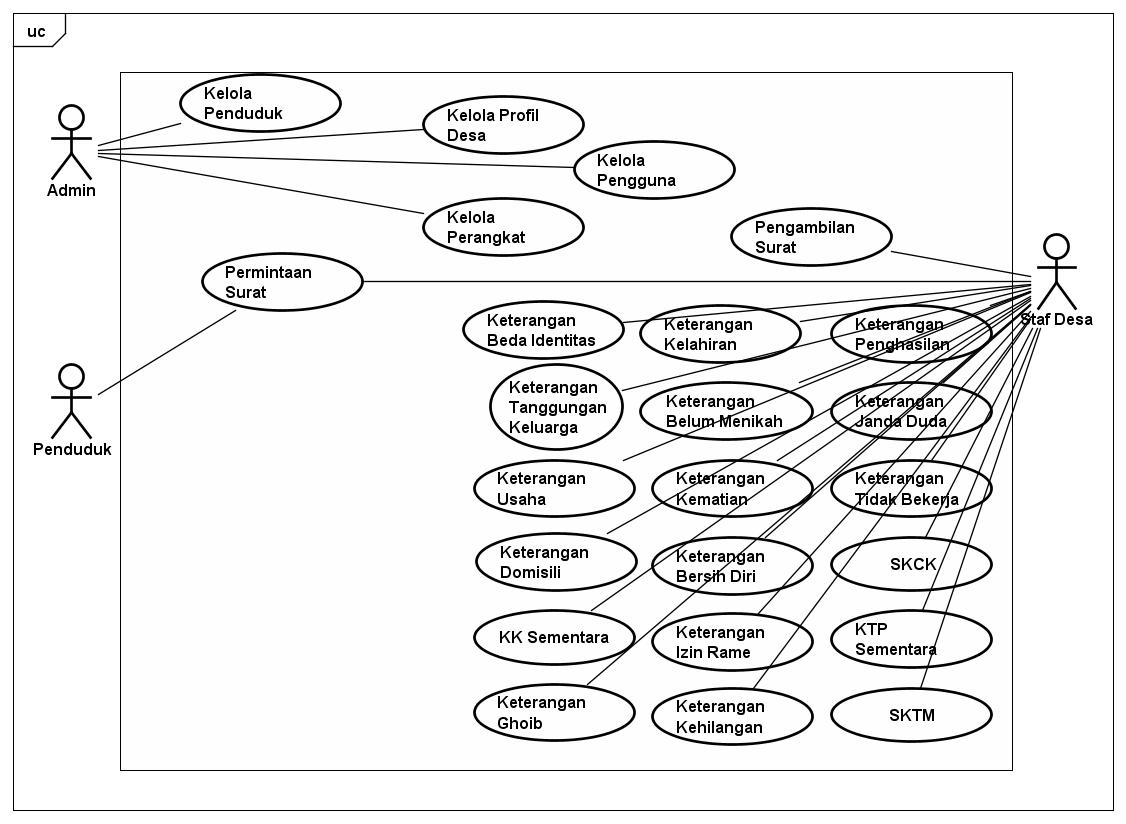 uc
Kelola
Penduduk
Kelola Profil
Desa
Admin
Kelola
Pengguna
Kelola
Perangkat
Pengambilan
Surat
Permintaan
Surat
Staf Desa
Penduduk
Keterangan
Beda Identitas
Keterangan
Kelahiran
Keterangan
Penghasilan
Keterangan
Tanggungan
Keluarga
Keterangan
Belum Menikah
Keterangan
Janda Duda
Keterangan
Usaha
Keterangan
Kematian
Keterangan
Tidak Bekerja
Keterangan
Domisili
Keterangan
Bersih Diri
SKCK
KK Sementara
Keterangan
Izin Rame
KTP
Sementara
Keterangan
Ghoib
Keterangan
Kehilangan
SKTM